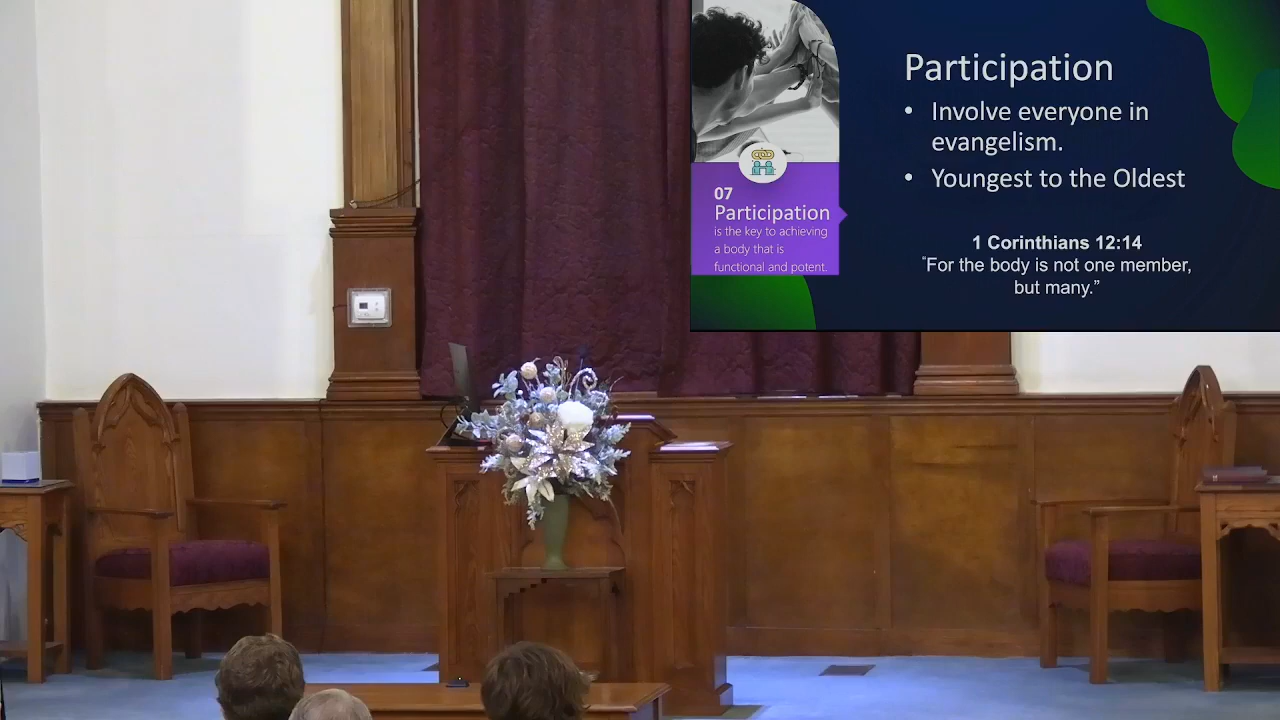 Participation
• Involve everyone in
evangelism.
• Youngest to the Oldest
07
Participation
is the key to achieving
a body that is
functional and potent.
1 Corinthians 12:14
"For the body is not one member,
but many.”